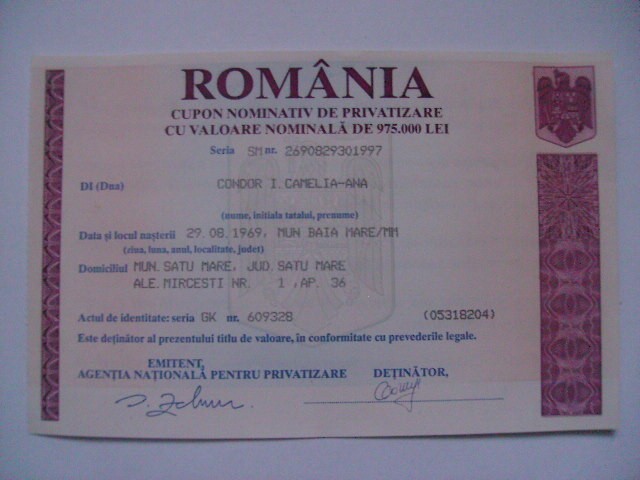 ROMÂNIA
CUPON NOMINATIV DE PRIVATIZARE
CU VALOARE NOMINALĂ DE 975.000 LEI
Seria SM nr. 2690829301997
Dl (Dna) CONDOR I. CAMELIA-ANA
(nume, initiala tatalui, prenume)
Data și locul nașterii 29.08.1969, MUN BAIA MARE/MM
(ziua, luna, anul, localitate, judet)
Domiciliul MUN. SATU MARE, JUD. SATU MARE
ALE. MIRCESTI NR. 1 ,AP. 36
Actul de identitate: seria GK nr. 609328 (05318204)
Este deținător al prezentului titlu de valoare, în conformitate cu prevederile legale.
EMITENT, DEȚINĂTOR,
AGENȚIA NAȚIONALĂ PENTRU PRIVATIZARE